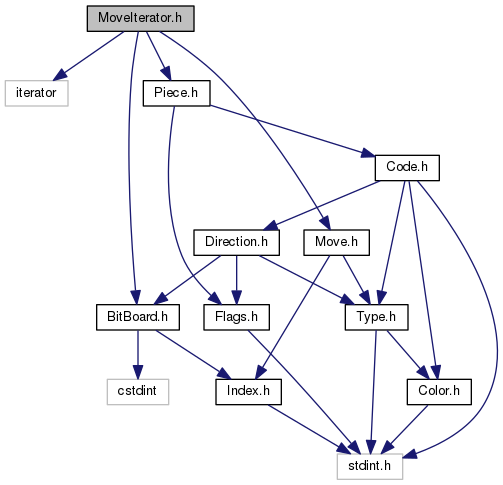 MoveIterator.h
iterator
Piece.h
Code.h
Direction.h
Move.h
BitBoard.h
Flags.h
Type.h
cstdint
Index.h
Color.h
stdint.h